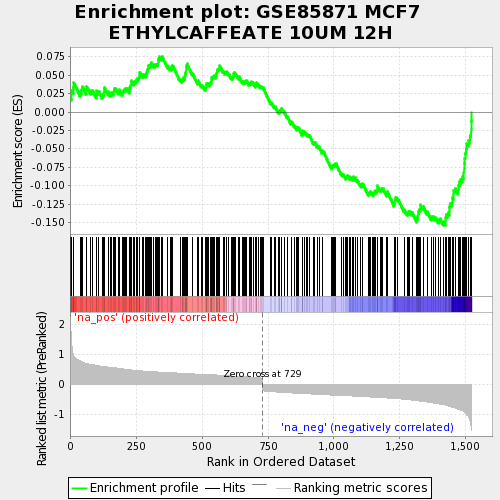 Enrichment plot: GSE85871 MCF7
ETHYLCAFFEATE 10UM 12H
Enrichment score (ES)
0.075
0.050
0.025
0.000
-0.025
-0.050
-0.075
-0.100
-0.125
-0.150
'na_pos' (positively correlated)
Ranked list metric (PreRanked)
2
1
0
-1
Zero cross at 729
'na_neg' (negatively correlated)
0
250
500
750
1,000
1,250
1,500
Rank in Ordered Dataset
Enrichment profile
Hits
Ranking metric scores